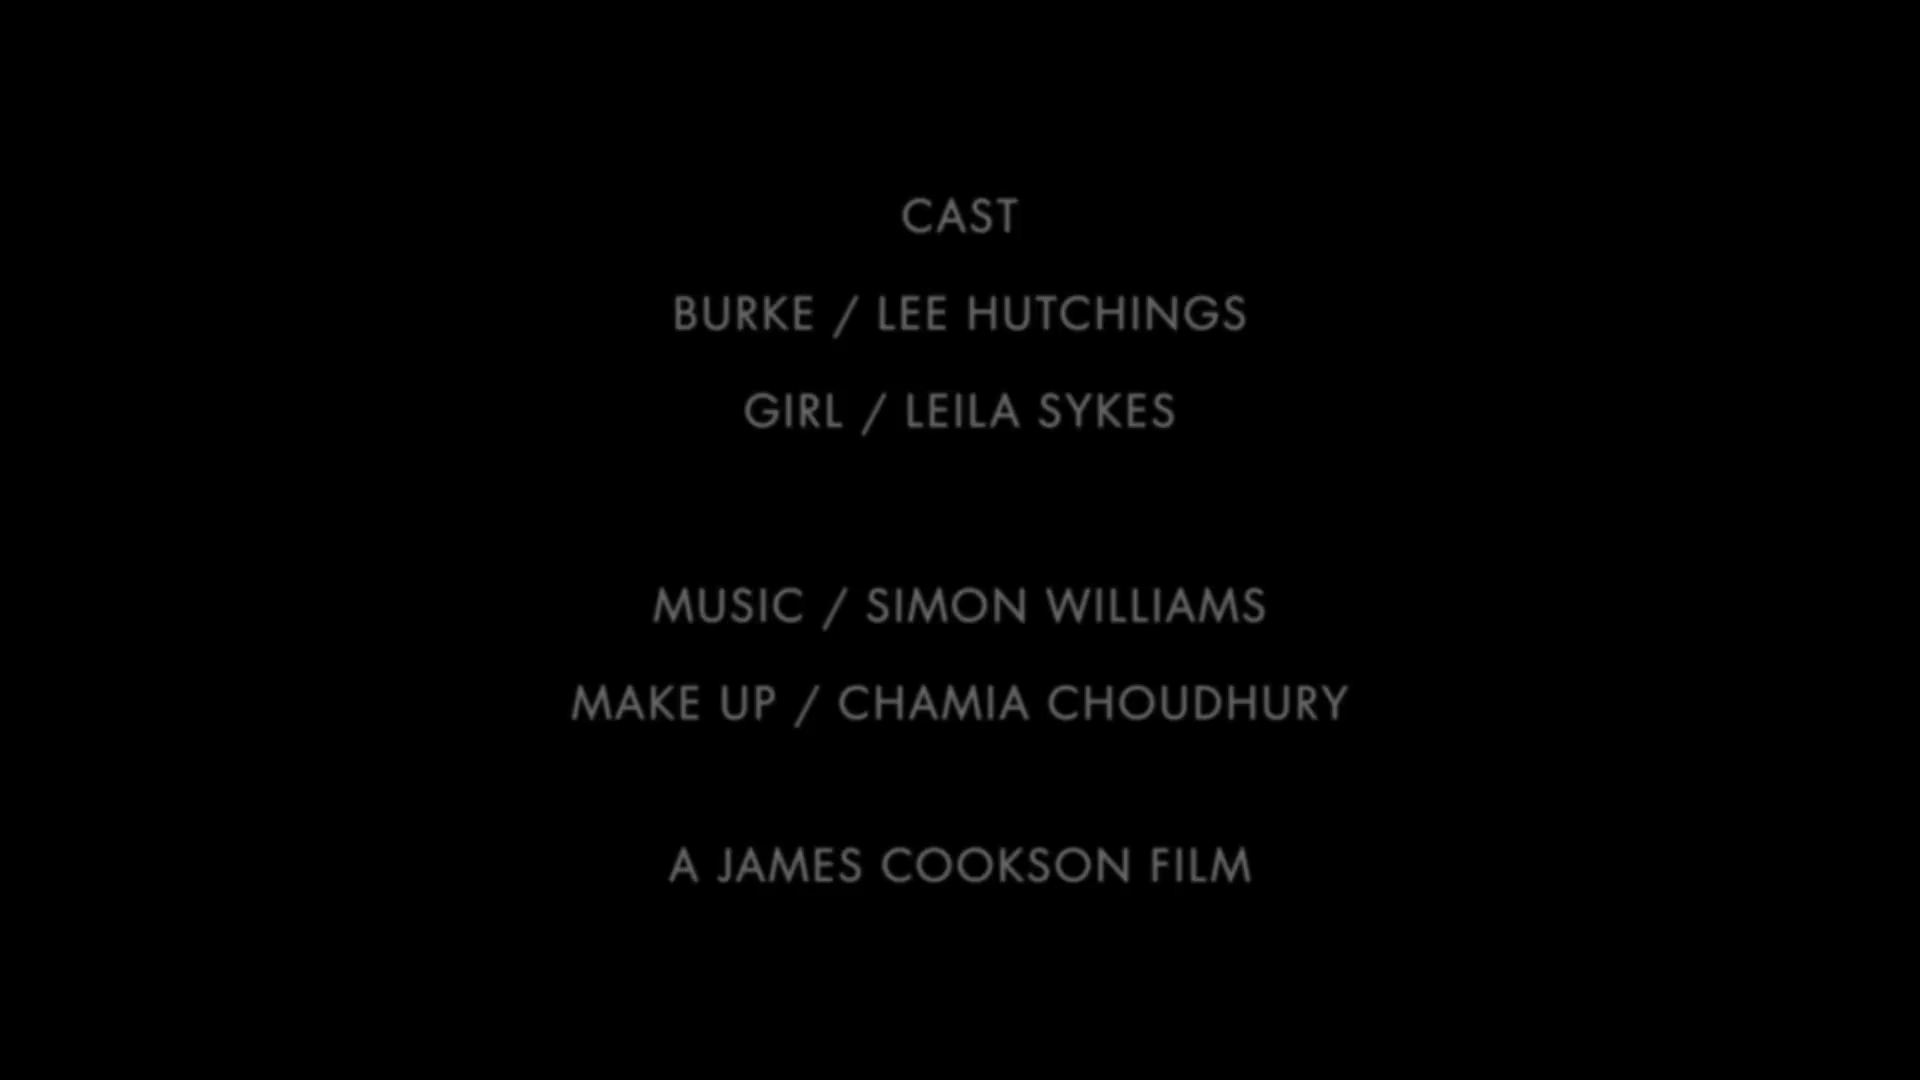 CAST
BURKE / LEE HUTCHINGS
GIRL / LEILA SYKES
MUSIC / SIMON WILLIAMS
MAKE UP / CHAMIA CHOUDHURY
A JAMES COOKSON FILM